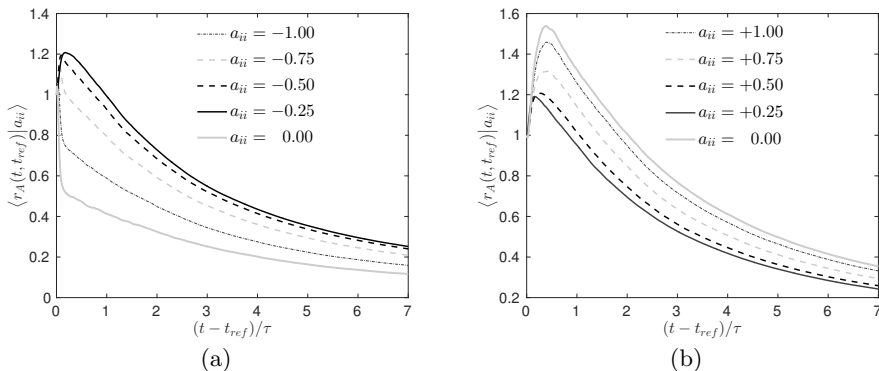 1.4
1.2
1
0.8
0.6
0.4
0.2
0
0 1 2 3 4 5 6 7
⟨r_A(t, t_ref)|a_ii⟩
(t − t_ref)/τ
a_ii = −1.00
a_ii = −0.75
a_ii = −0.50
a_ii = −0.25
a_ii = 0.00
(a)
1.6
1.4
1.2
1
0.8
0.6
0.4
0.2
0 1 2 3 4 5 6 7
⟨r_A(t, t_ref)|a_ii⟩
(t − t_ref)/τ
a_ii = +1.00
a_ii = +0.75
a_ii = +0.50
a_ii = +0.25
a_ii = 0.00
(b)